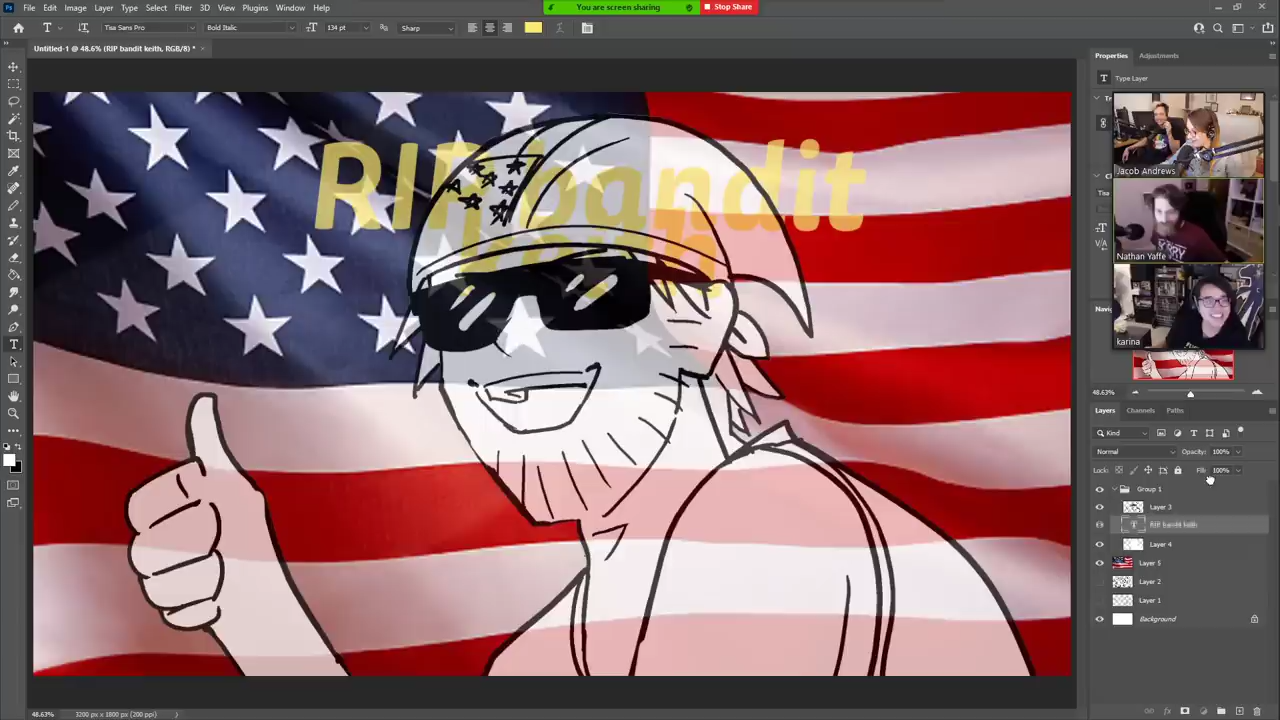 File Edit Image Layer Type Select Filter 3D View Plugins Window Help
You are screen sharing
Stop Share
T Tisa Sans Pro Bold Italic 134 pt Sharp
Untitled-1 @ 48.6% (RIP bandit keith, RGB/8) *
Properties Adjustments
T Type Layer
Jacob Andrews
Nathan Yaffe
karina
RIP bandit
keith
48.63%
Layers Channels Paths
Kind
Normal Opacity: 100%
Lock: Fill: 100%
Group 1
Layer 3
RIP bandit keith
Layer 4
Layer 5
Layer 2
Layer 1
Background
48.63% 3200 px x 1800 px (200 ppi)